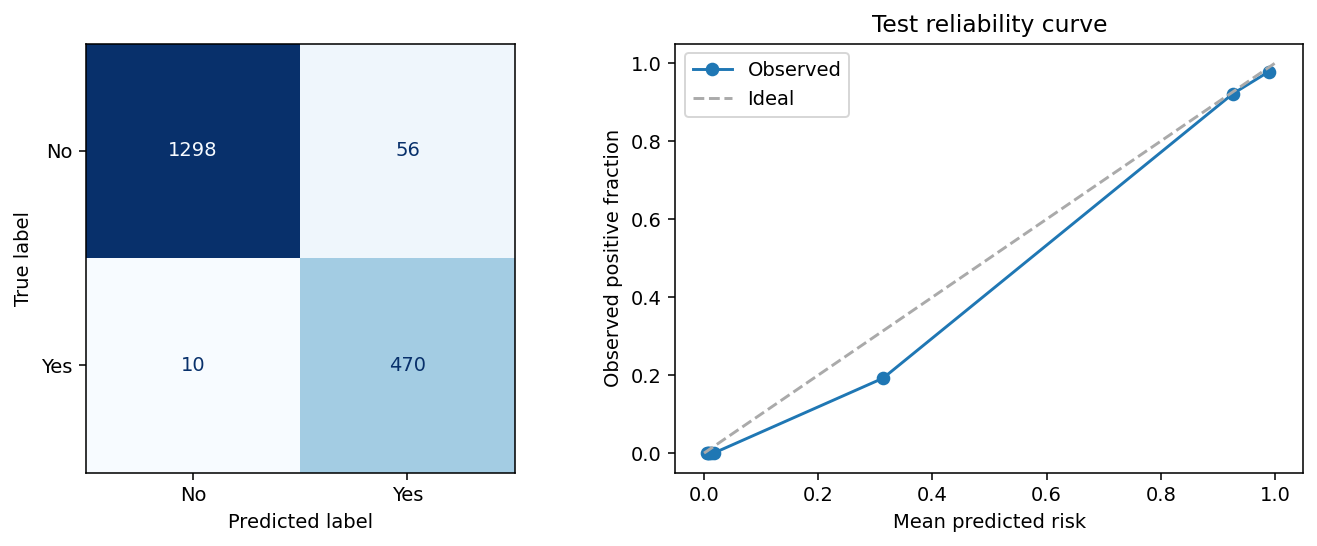 True label
No
Yes
1298
56
10
470
No
Yes
Predicted label
Test reliability curve
Observed
Ideal
Observed positive fraction
1.0
0.8
0.6
0.4
0.2
0.0
0.0
0.2
0.4
0.6
0.8
1.0
Mean predicted risk